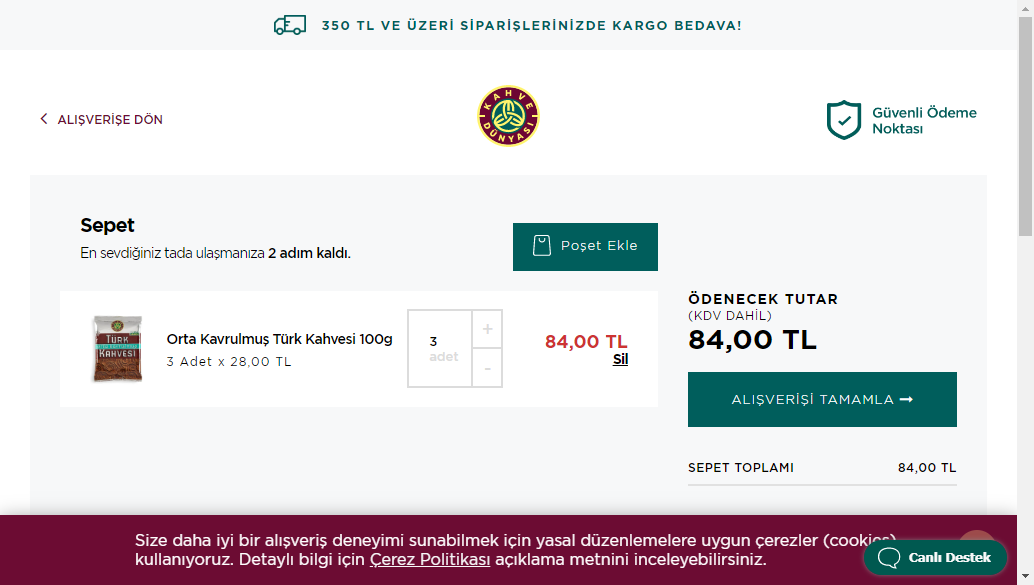 350 TL VE ÜZERİ SİPARİŞLERİNİZDE KARGO BEDAVA!
ALIŞVERİŞE DÖN
KAHVE DÜNYASI
Güvenli Ödeme
Noktası
Sepet
En sevdiğiniz tada ulaşmanıza 2 adım kaldı.
Poşet Ekle
TÜRK
KAHVESİ
Orta Kavrulmuş Türk Kahvesi 100g
3 Adet x 28,00 TL
3
adet
+
-
84,00 TL
Sil
ÖDENECEK TUTAR
(KDV DAHİL)
84,00 TL
ALIŞVERİŞİ TAMAMLA
SEPET TOPLAMI 84,00 TL
Size daha iyi bir alışveriş deneyimi sunabilmek için yasal düzenlemelere uygun çerezler (cookies)
kullanıyoruz. Detaylı bilgi için Çerez Politikası açıklama metnini inceleyebilirsiniz.
Canlı Destek